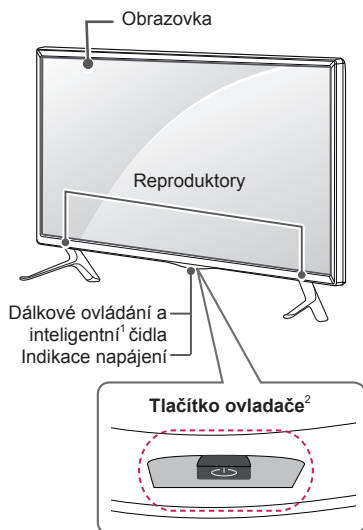 Obrazovka
Reproduktory
Dálkové ovládání a
inteligentní¹ čidla
Indikace napájení
Tlačítko ovladače²